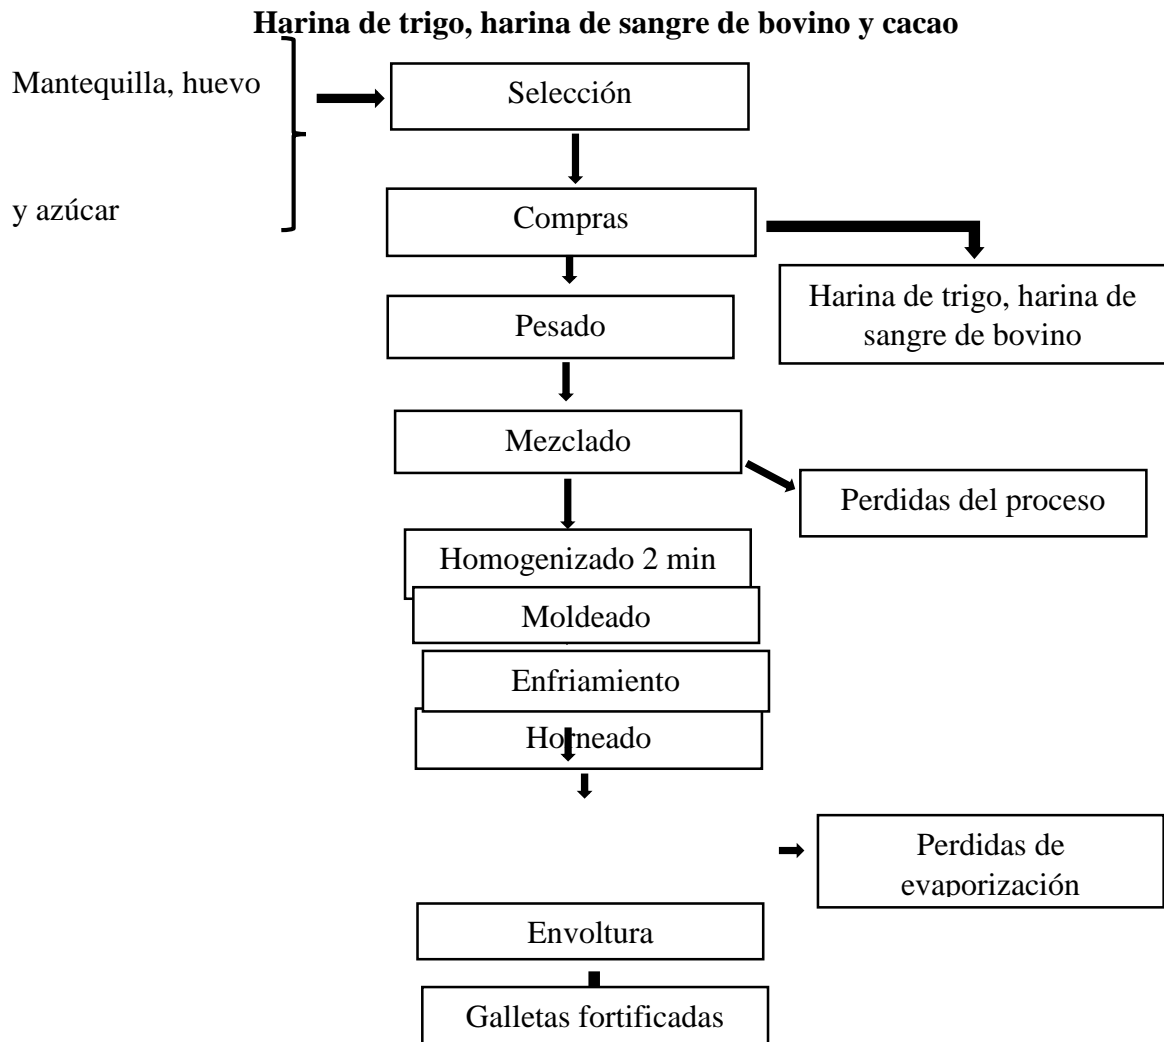 Harina de trigo, harina de sangre de bovino y cacao
Mantequilla, huevo
y azúcar
Selección
Compras
Harina de trigo, harina de
sangre de bovino
Pesado
Mezclado
Perdidas del proceso
Homogenizado 2 min
Moldeado
Enfriamiento
Horneado
Perdidas de
evaporización
Envoltura
Galletas fortificadas